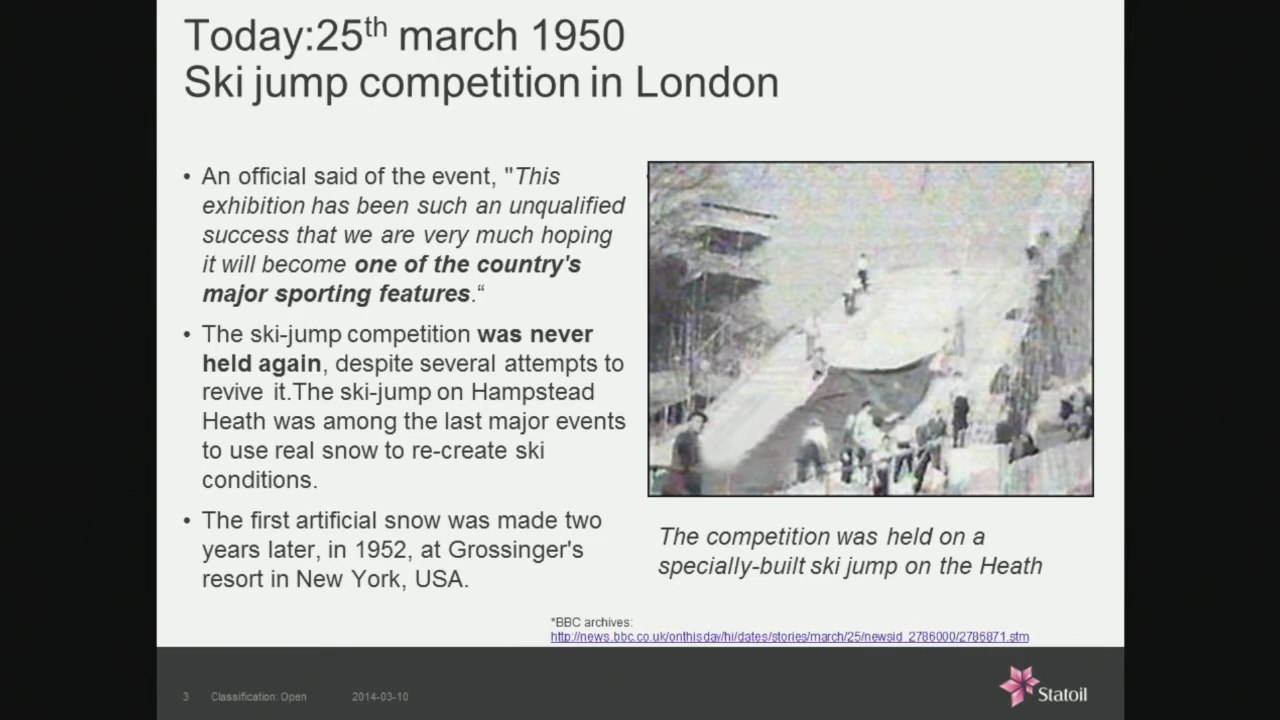 Today:25th march 1950
Ski jump competition in London
• An official said of the event, "This
exhibition has been such an unqualified
success that we are very much hoping
it will become one of the country's
major sporting features.“
• The ski-jump competition was never
held again, despite several attempts to
revive it.The ski-jump on Hampstead
Heath was among the last major events
to use real snow to re-create ski
conditions.
• The first artificial snow was made two
years later, in 1952, at Grossinger's
resort in New York, USA.
The competition was held on a
specially-built ski jump on the Heath
*BBC archives:
http://news.bbc.co.uk/onthisday/hi/dates/stories/march/25/newsid_2786000/2786871.stm
3 Classification: Open 2014-03-10
Statoil